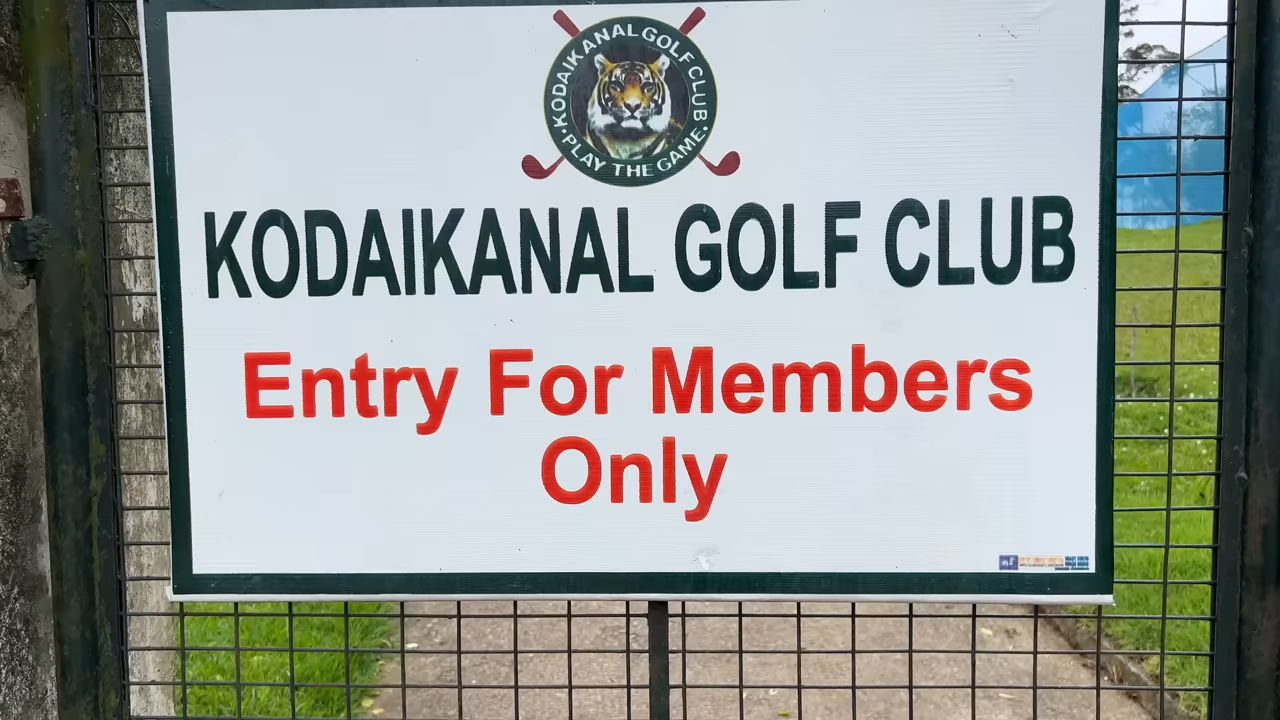 KODAIKANAL GOLF CLUB
• PLAY THE GAME •
KODAIKANAL GOLF CLUB
Entry For Members
Only